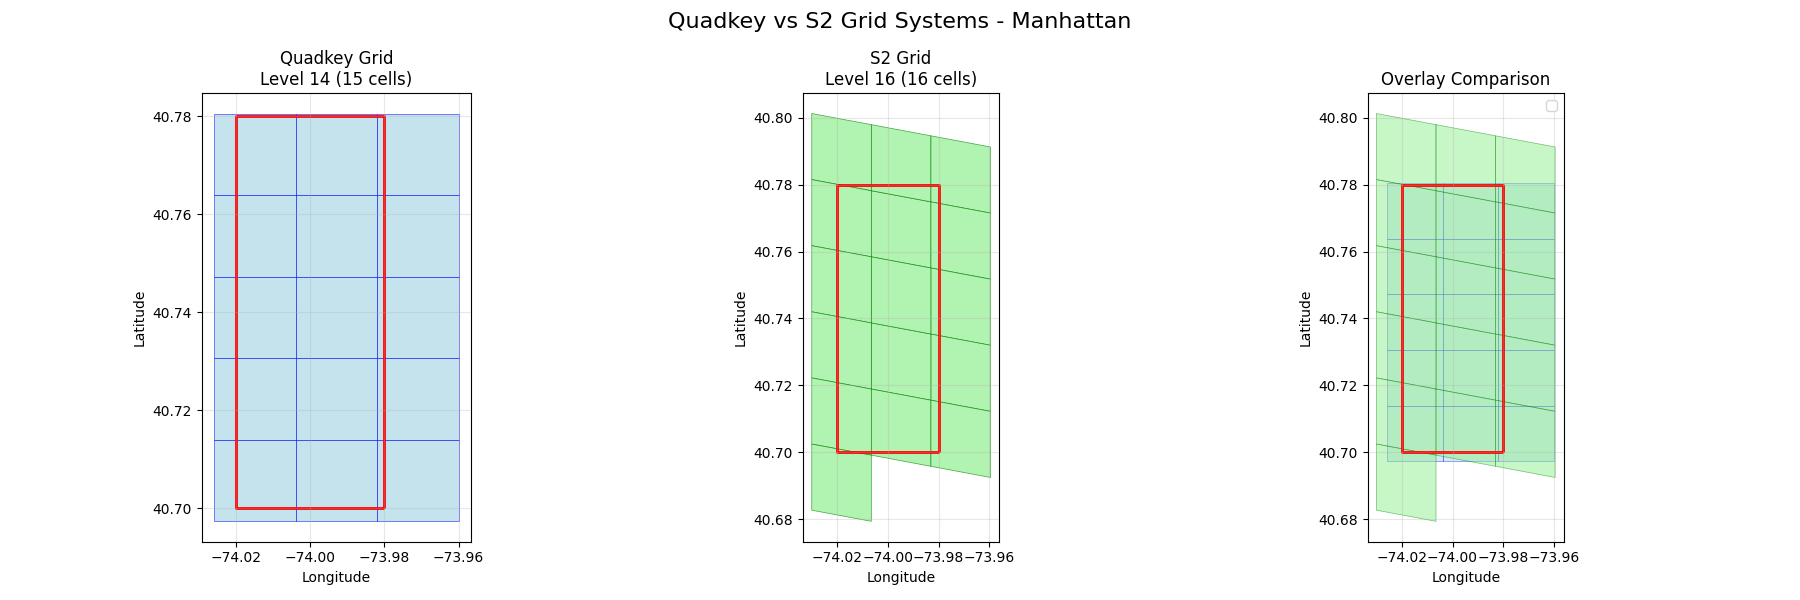 Quadkey vs S2 Grid Systems - Manhattan
Quadkey Grid
Level 14 (15 cells)
40.78
40.76
40.74
40.72
40.70
Latitude
−74.02
−74.00
−73.98
−73.96
Longitude
S2 Grid
Level 16 (16 cells)
40.80
40.78
40.76
40.74
40.72
40.70
40.68
Latitude
−74.02
−74.00
−73.98
−73.96
Longitude
Overlay Comparison
40.80
40.78
40.76
40.74
40.72
40.70
40.68
Latitude
−74.02
−74.00
−73.98
−73.96
Longitude